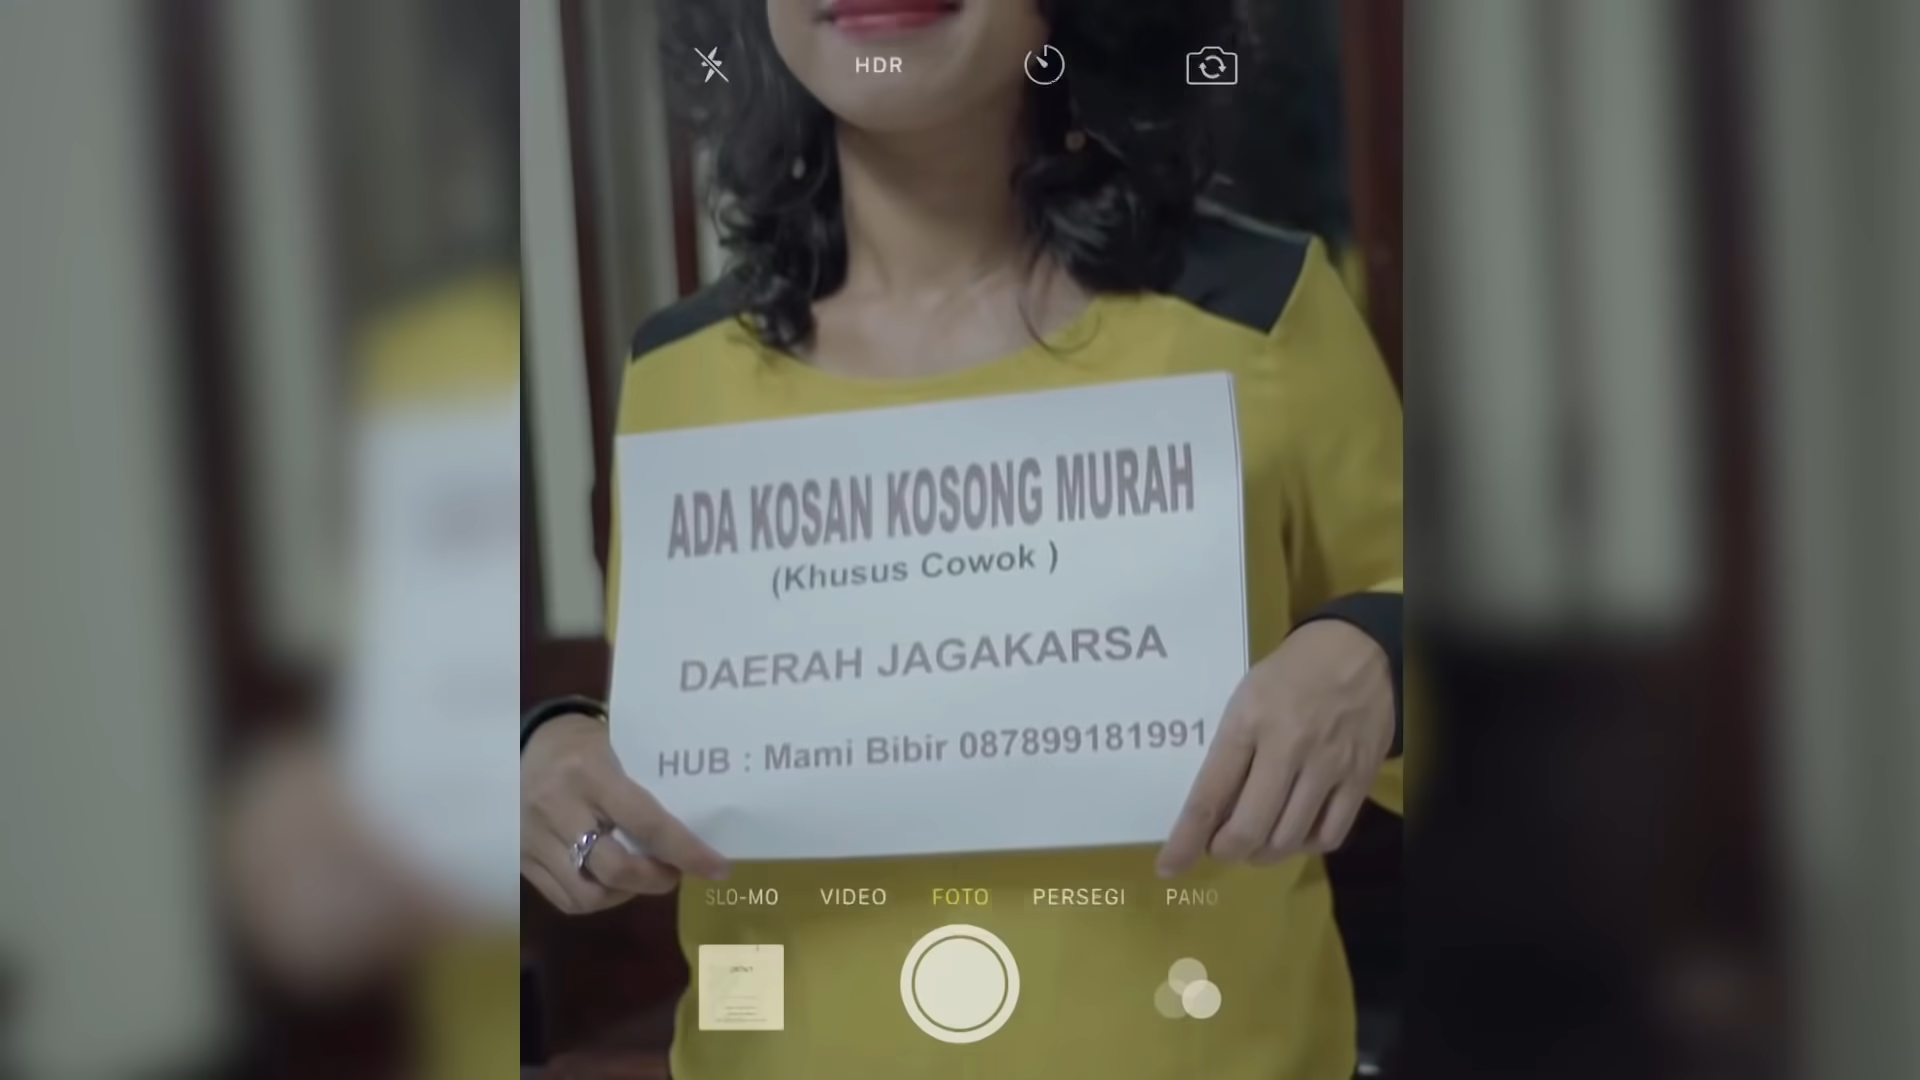 HDR
ADA KOSAN KOSONG MURAH
(Khusus Cowok )
DAERAH JAGAKARSA
HUB : Mami Bibir 087899181991
SLO-MO VIDEO FOTO PERSEGI PANO